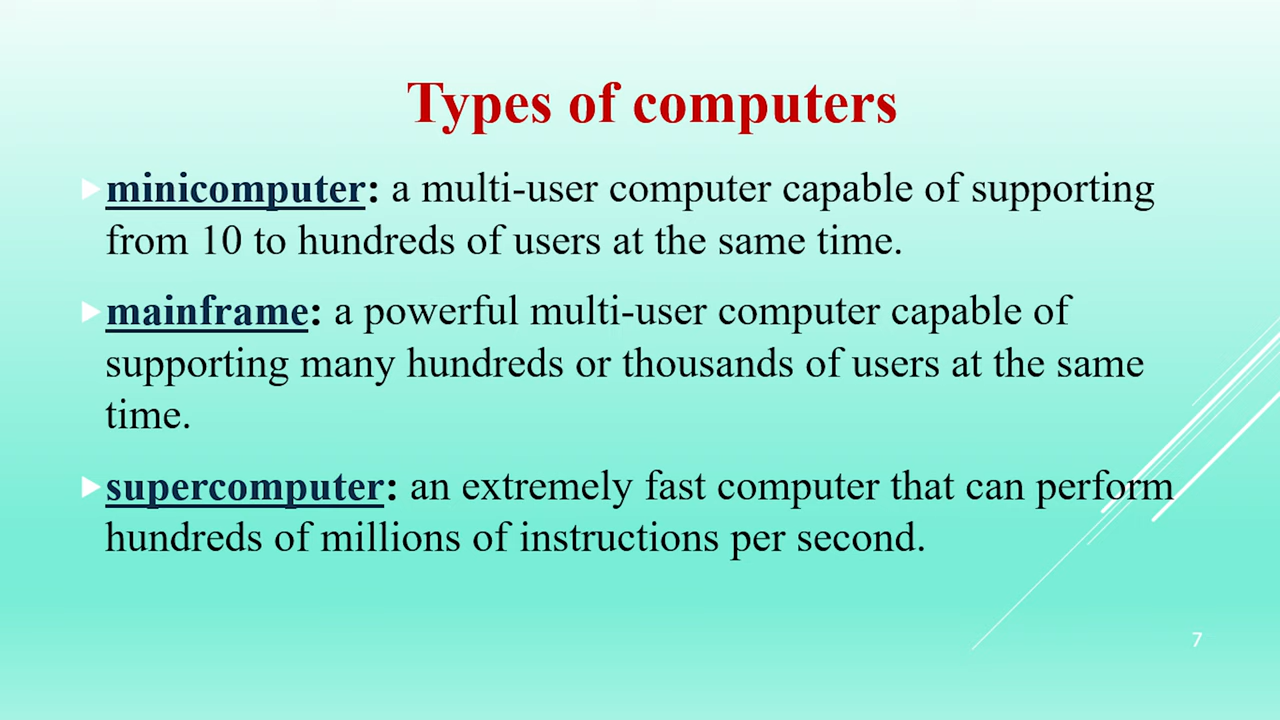 Types of computers
minicomputer: a multi-user computer capable of supporting
from 10 to hundreds of users at the same time.
mainframe: a powerful multi-user computer capable of
supporting many hundreds or thousands of users at the same
time.
supercomputer: an extremely fast computer that can perform
hundreds of millions of instructions per second.
7